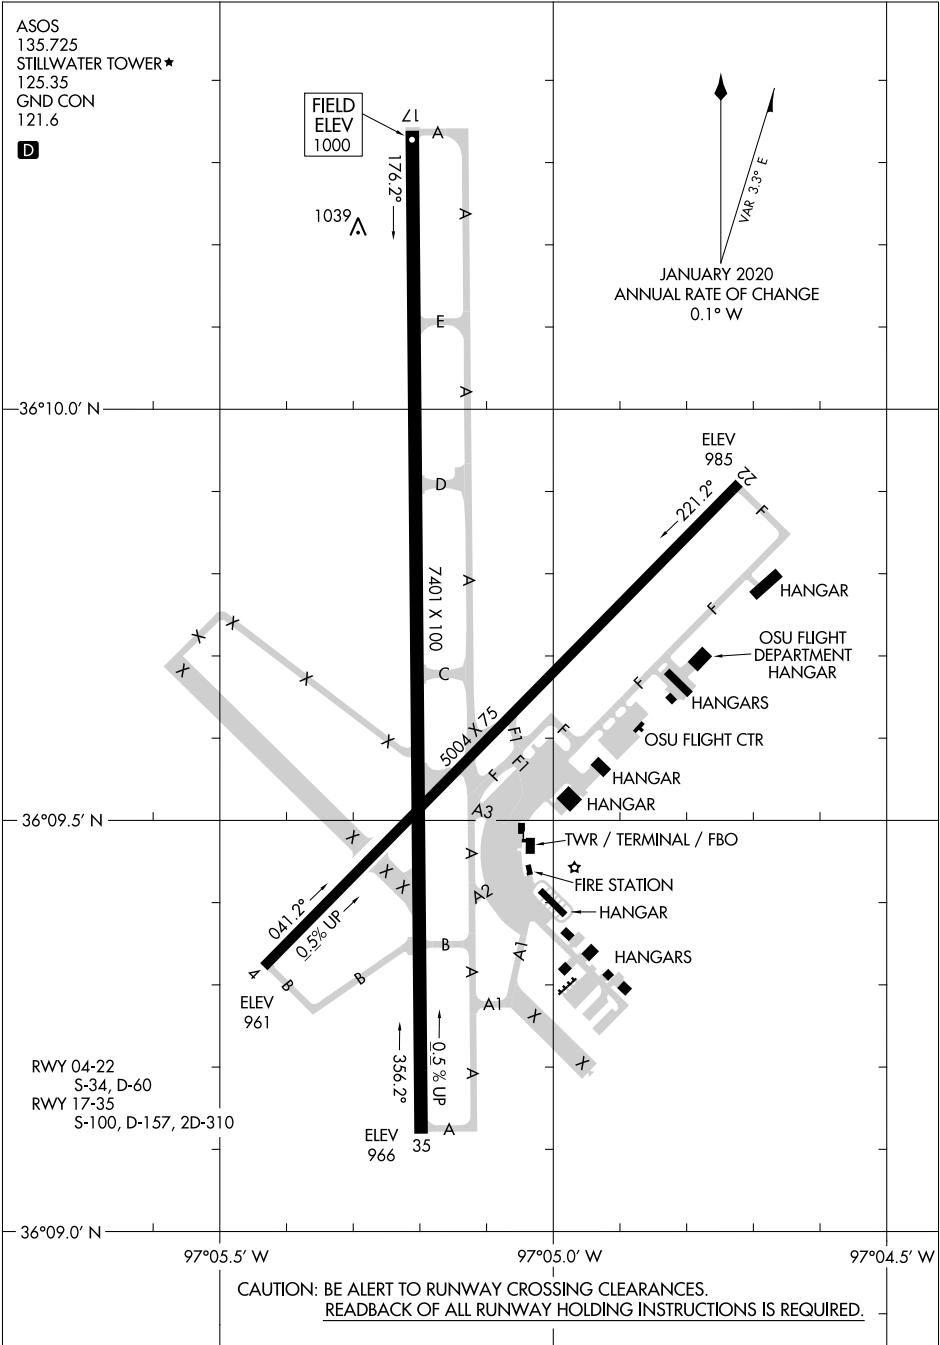 ASOS
135.725
STILLWATER TOWER★
125.35
GND CON
121.6
D
FIELD
ELEV
1000
17
A
176.2°
1039
A
VAR 3.3° E
JANUARY 2020
ANNUAL RATE OF CHANGE
0.1° W
E
A
36°10.0' N
ELEV
985
22
221.2°
F
D
A
7401 X 100
HANGAR
F
X
X
X
OSU FLIGHT
DEPARTMENT
HANGAR
C
X
F
HANGARS
5004 X 75
X
F1
F
OSU FLIGHT CTR
F1
F
HANGAR
HANGAR
A3
36°09.5' N
X
TWR / TERMINAL / FBO
A
X
X
A2
FIRE STATION
HANGAR
041.2°
0.5% UP
B
A1
HANGARS
4
B
B
A
ELEV
961
A1
X
356.2°
0.5 % UP
X
A
RWY 04-22
S-34, D-60
RWY 17-35
S-100, D-157, 2D-310
A
ELEV
966
35
36°09.0' N
97°05.5' W
97°05.0' W
97°04.5' W
CAUTION: BE ALERT TO RUNWAY CROSSING CLEARANCES.
READBACK OF ALL RUNWAY HOLDING INSTRUCTIONS IS REQUIRED.